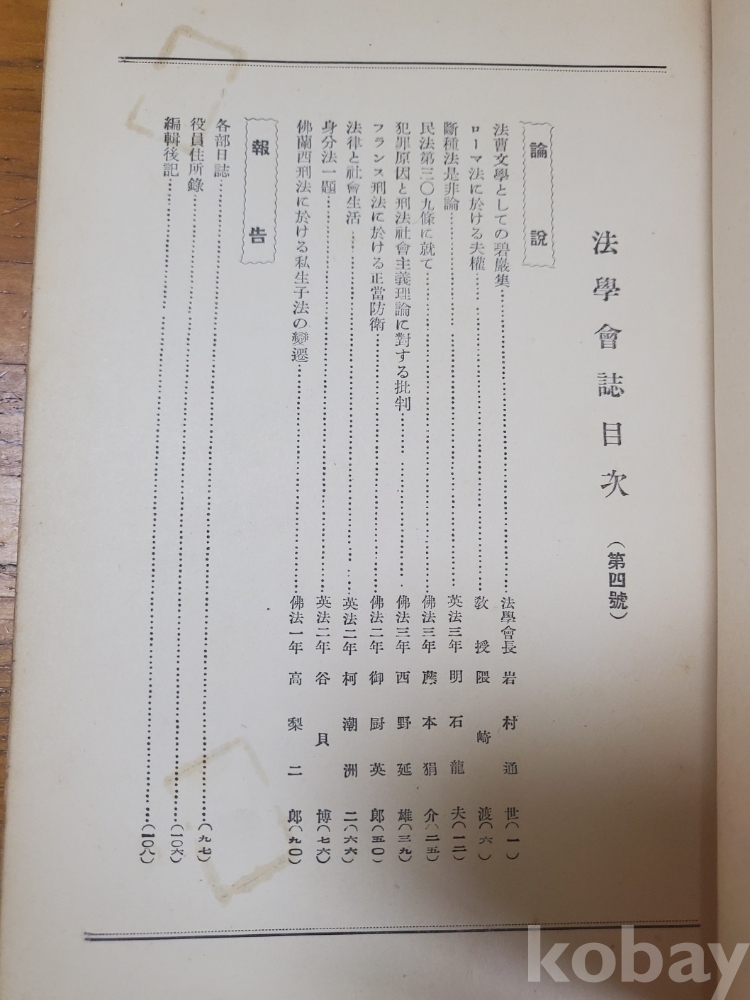 法學會誌目次（第四號）
論說
法曹文學としての碧巖集……法學會長 岩村通世（一）
ローマ法に於ける夫權……教授 隈崎渡（六）
斷種法是非論……英法三年 明石龍夫（一二）
民法第三〇九條に就て……佛法三年 藤本狷介（二五）
犯罪原因と刑法社會主義理論に對する批判……佛法三年 西野延雄（三九）
フランス刑法に於ける正當防衛……佛法二年 御厨英郎（五〇）
法律と社會生活……英法二年 柯潮洲二（六六）
身分法一題……英法二年 谷貝博（七六）
佛蘭西刑法に於ける私生子法の變遷……佛法一年 高梨二郎（九〇）
報告
各部日誌……（九七）
役員住所錄……（一〇六）
編輯後記……（一〇八）
kobay